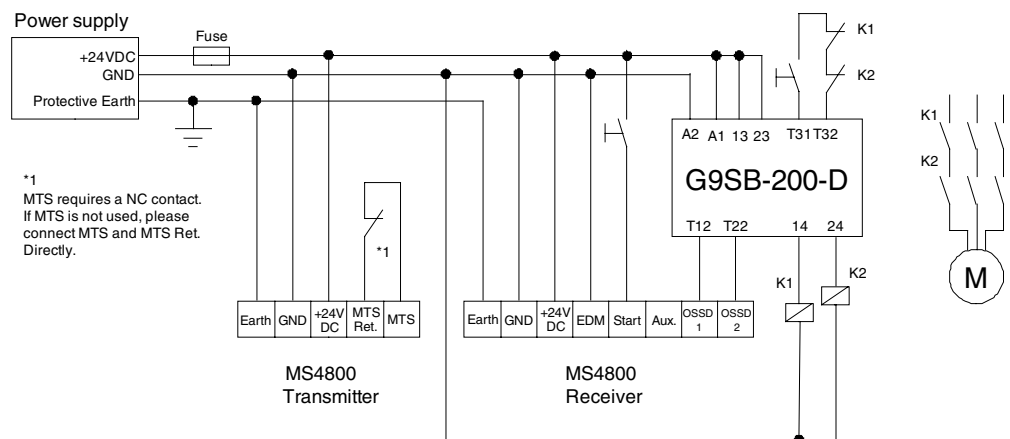 Power supply
+24VDC
GND
Protective Earth
Fuse
K1
K2
A2 A1 13 23 T31 T32
G9SB-200-D
T12 T22 14 24
K1
K2
K1
K2
M
*1
MTS requires a NC contact.
If MTS is not used, please
connect MTS and MTS Ret.
Directly.
*1
Earth GND +24V DC MTS Ret. MTS
MS4800
Transmitter
Earth GND +24V DC EDM Start Aux. OSSD 1 OSSD 2
MS4800
Receiver